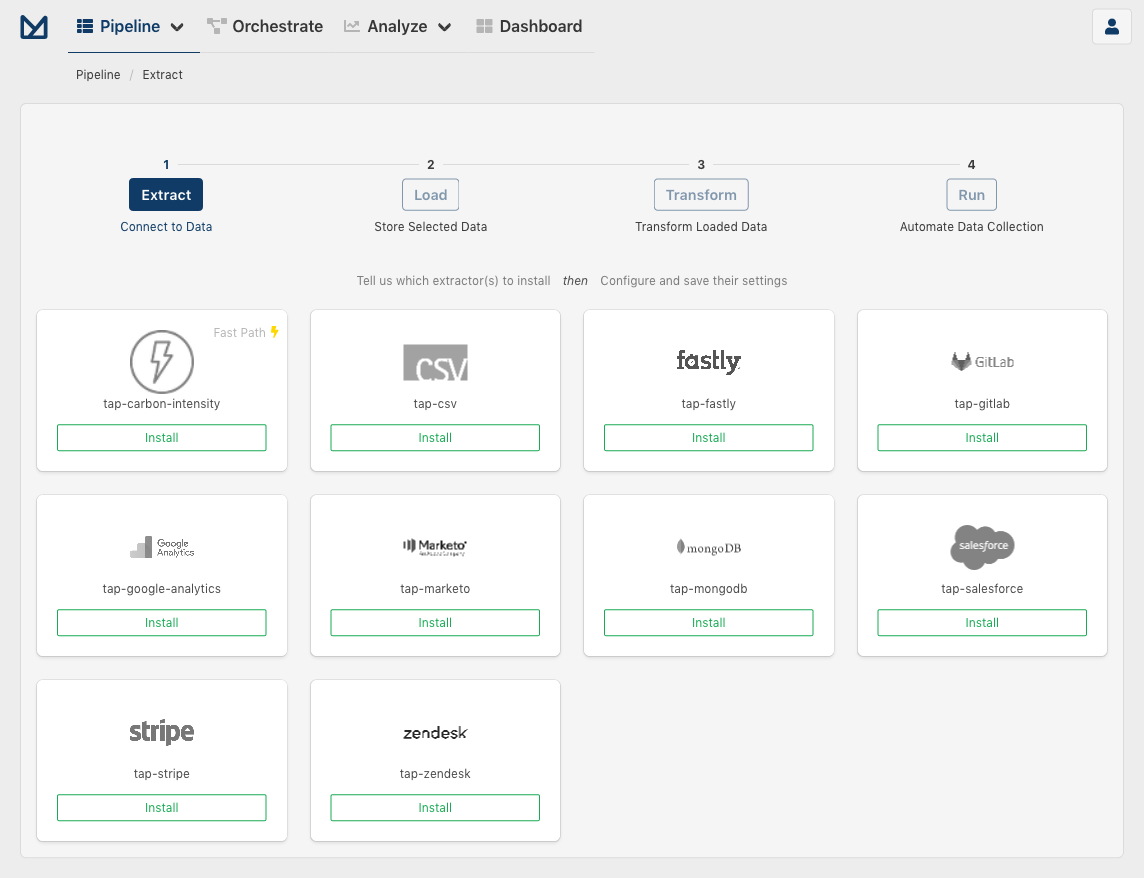 Pipeline Orchestrate Analyze Dashboard
Pipeline / Extract
1 2 3 4
Extract Load Transform Run
Connect to Data Store Selected Data Transform Loaded Data Automate Data Collection
Tell us which extractor(s) to install then Configure and save their settings
Fast Path
CSV fastly GitLab
tap-carbon-intensity tap-csv tap-fastly tap-gitlab
Install Install Install Install
Google
Analytics Marketo mongoDB salesforce
tap-google-analytics tap-marketo tap-mongodb tap-salesforce
Install Install Install Install
stripe zendesk
tap-stripe tap-zendesk
Install Install